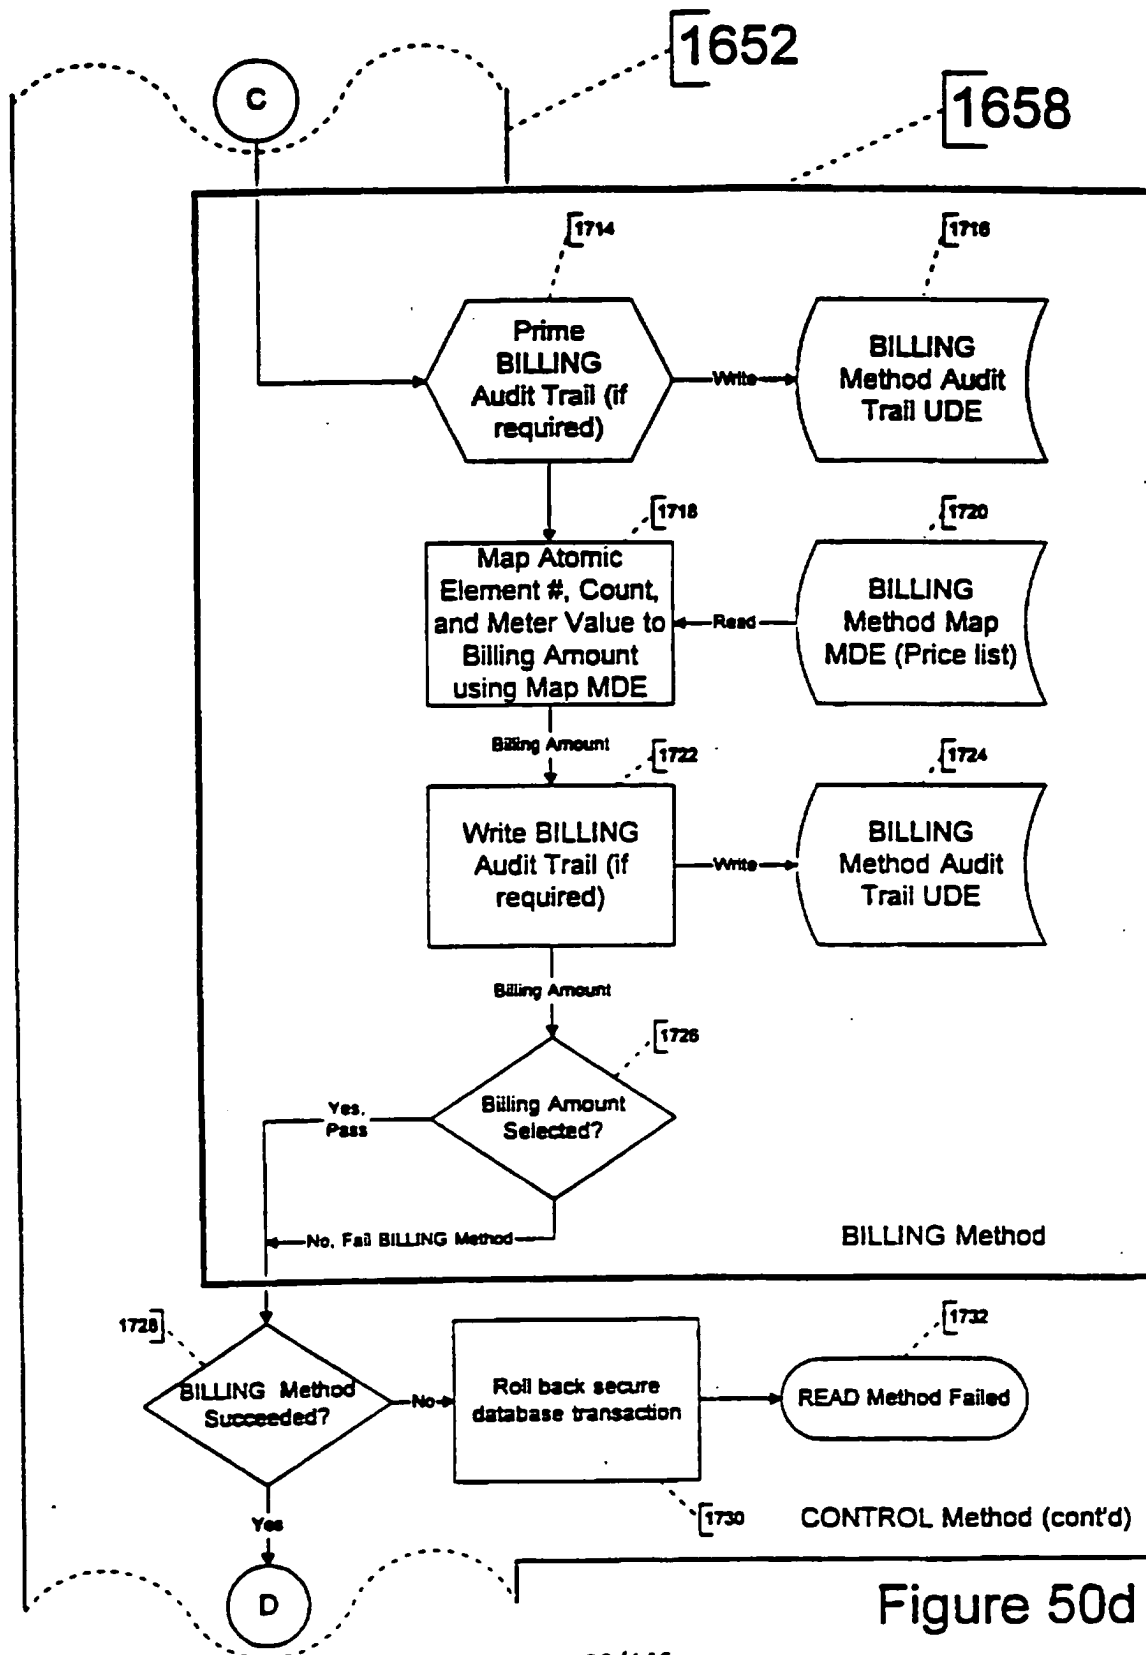 1652
C
1658
1714
1716
Prime
BILLING
Audit Trail (if
required)
Write
BILLING
Method Audit
Trail UDE
1718
1720
Map Atomic
Element #, Count,
and Meter Value to
Billing Amount
using Map MDE
Read
BILLING
Method Map
MDE (Price list)
Billing Amount
1722
1724
Write BILLING
Audit Trail (if
required)
Write
BILLING
Method Audit
Trail UDE
Billing Amount
1726
Yes,
Pass
Billing Amount
Selected?
No, Fail BILLING Method
BILLING Method
1728
1732
BILLING Method
Succeeded?
No
Roll back secure
database transaction
READ Method Failed
1730
CONTROL Method (cont'd)
Yes
D
Figure 50d